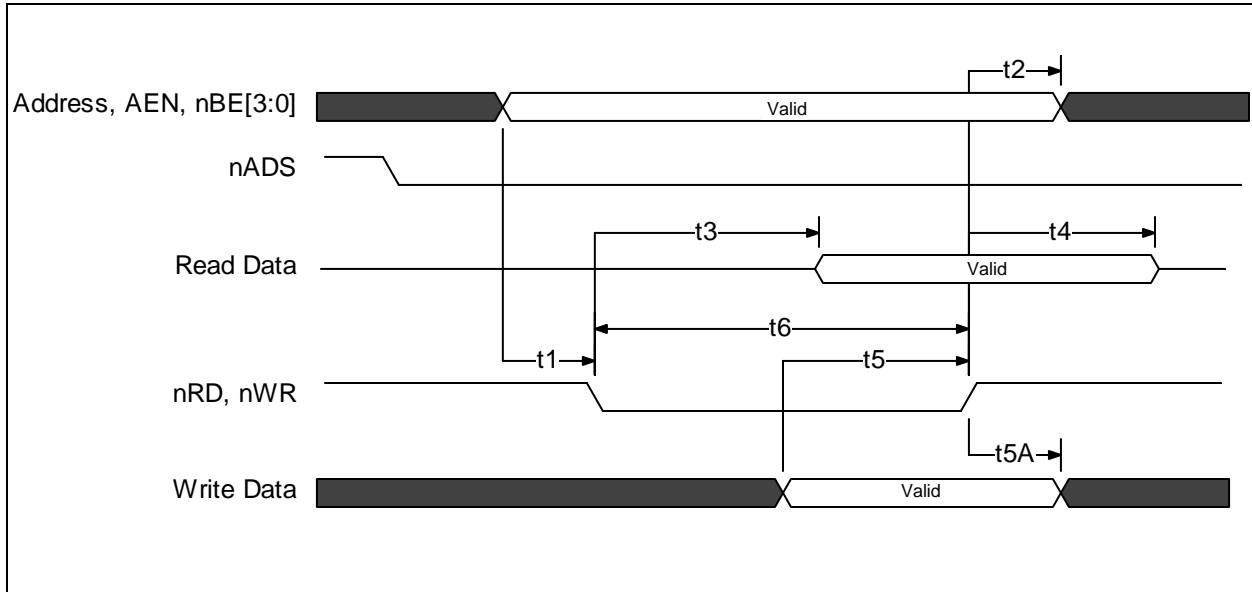 t2
Address, AEN, nBE[3:0]
Valid
nADS
t3
t4
Read Data
Valid
t6
t1
t5
nRD, nWR
t5A
Write Data
Valid